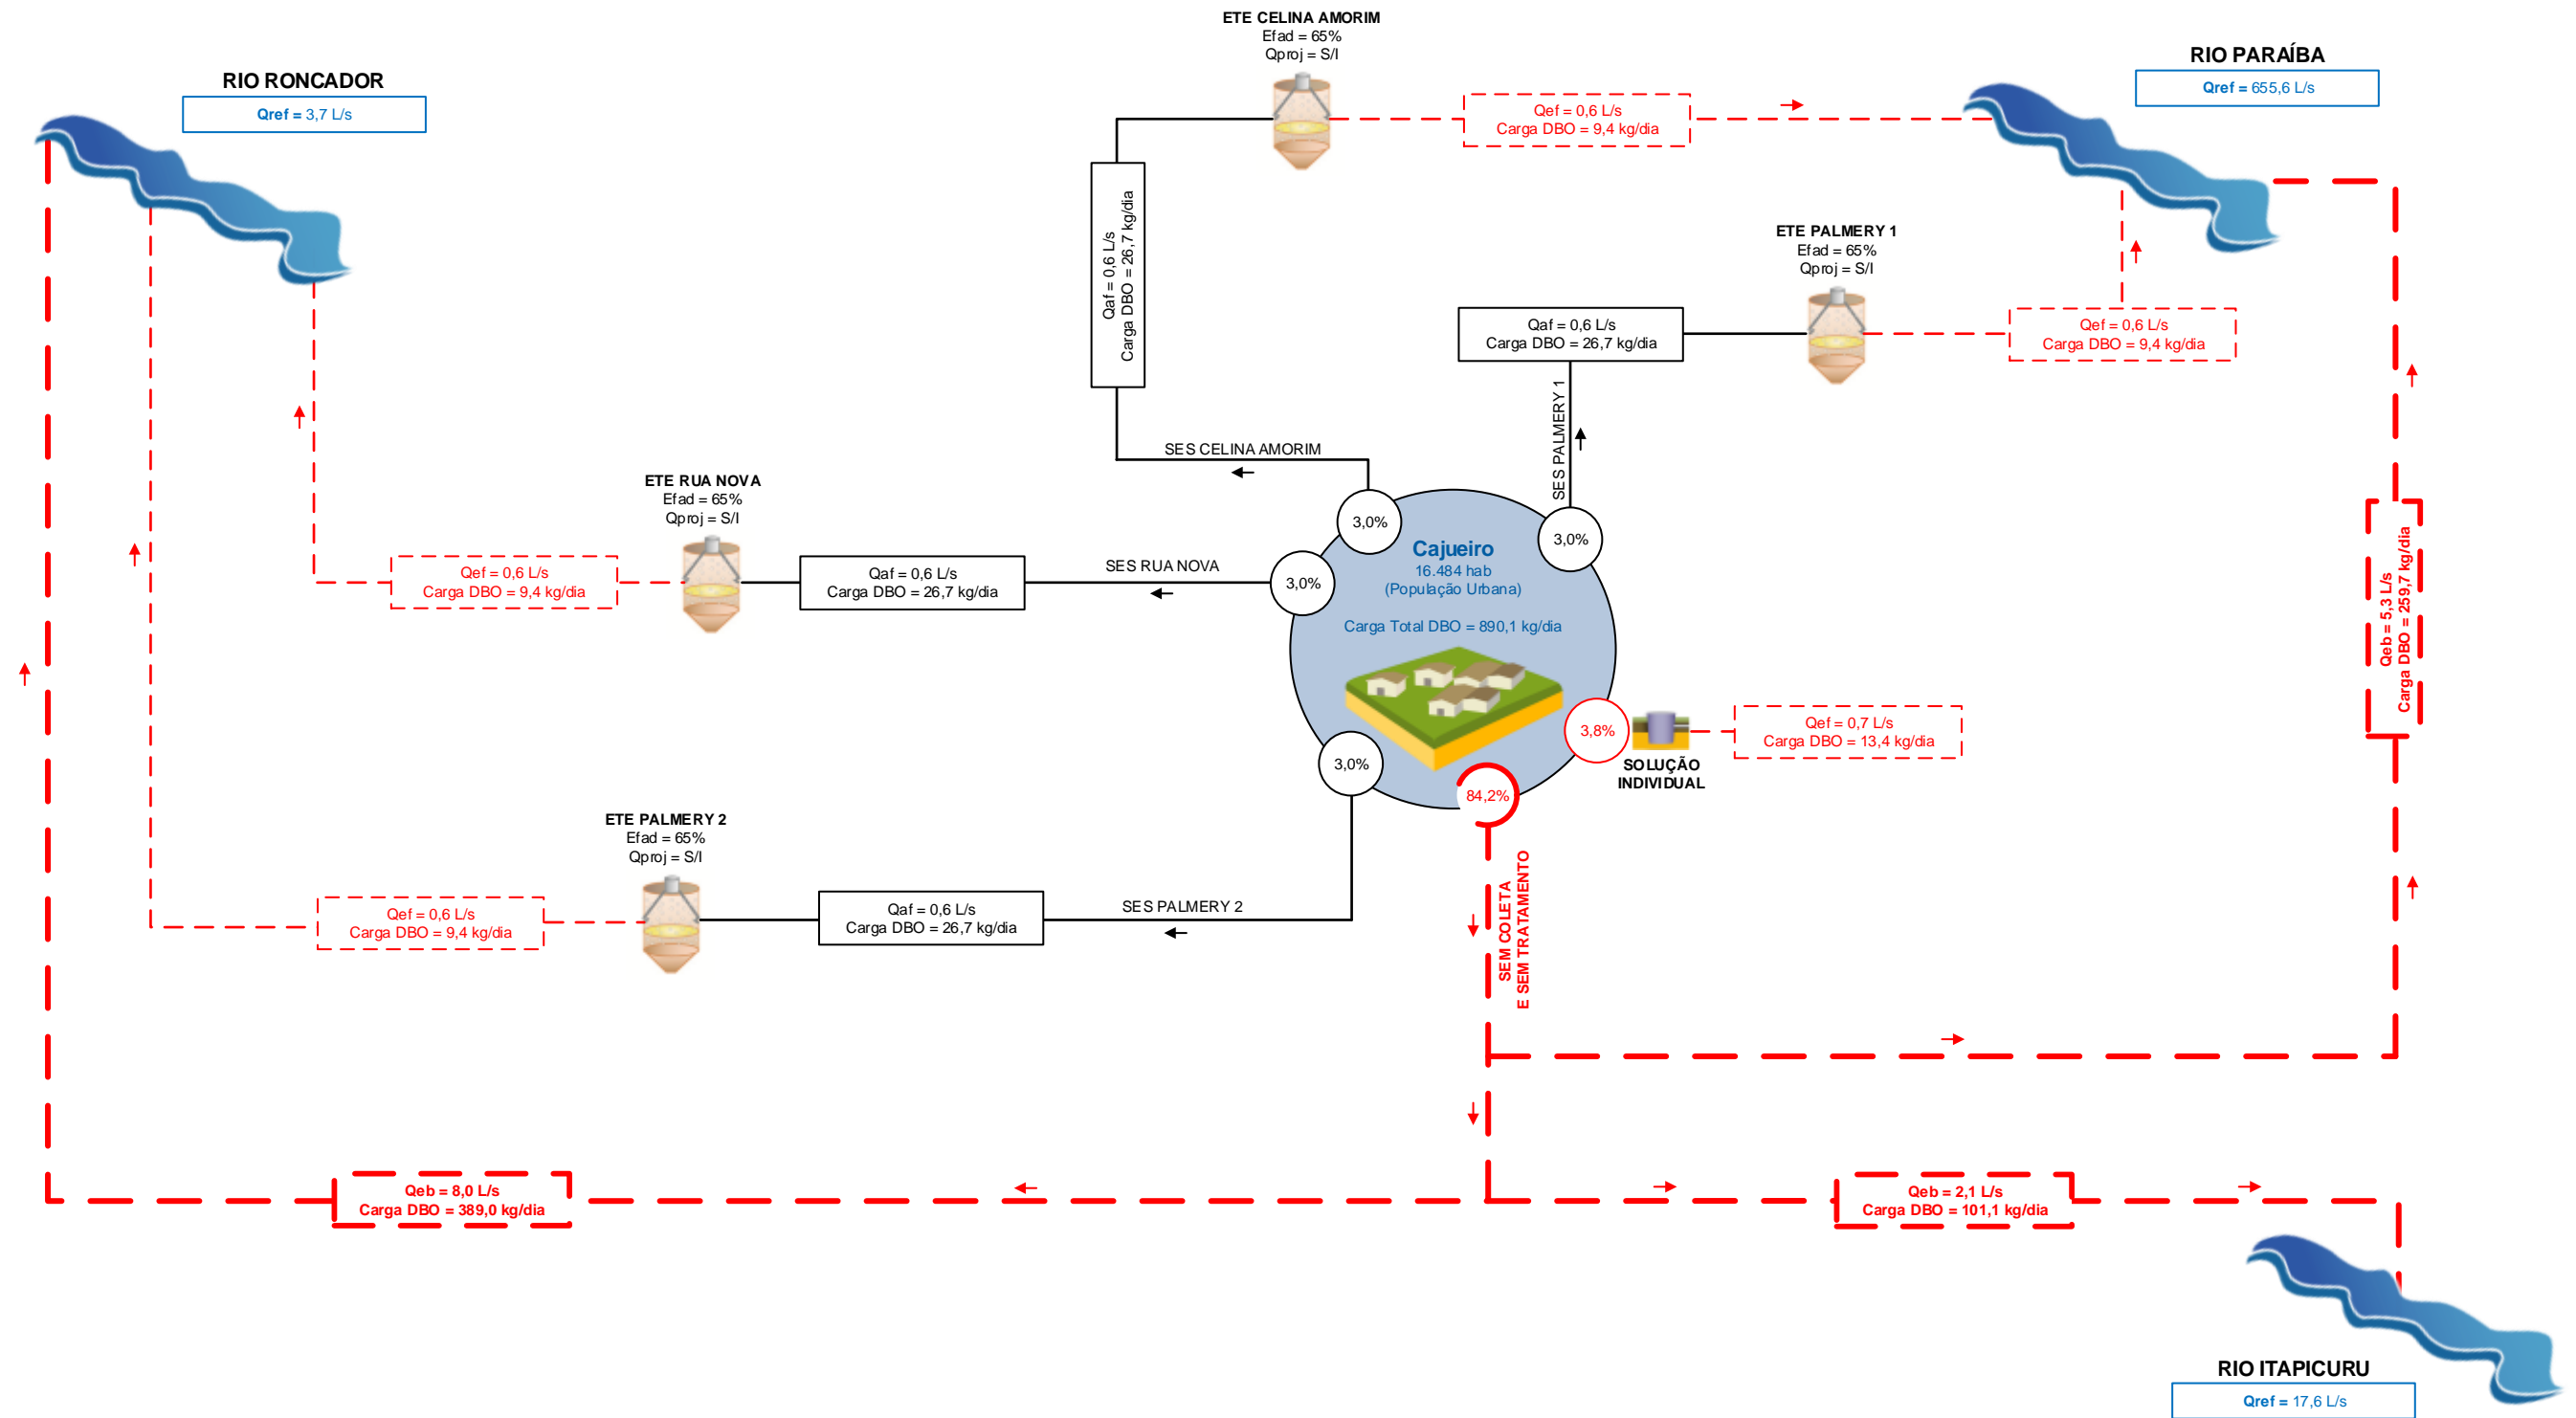 ETE CELINA AMORIM
Efad = 65%
Qproj = S/I
RIO PARAÍBA
Qref = 655,6 L/s
RIO RONCADOR
Qref = 3,7 L/s
Qef = 0,6 L/s
Carga DBO = 9,4 kg/dia
Qaf = 0,6 L/s
Carga DBO = 26,7 kg/dia
ETE PALMERY 1
Efad = 65%
Qproj = S/I
Qaf = 0,6 L/s
Carga DBO = 26,7 kg/dia
Qef = 0,6 L/s
Carga DBO = 9,4 kg/dia
SES PALMERY 1
SES CELINA AMORIM
ETE RUA NOVA
Efad = 65%
Qproj = S/I
Qef = 0,6 L/s
Carga DBO = 9,4 kg/dia
Qaf = 0,6 L/s
Carga DBO = 26,7 kg/dia
SES RUA NOVA
3,0%
3,0%
3,0%
Cajueiro
16.484 hab
(População Urbana)
Carga Total DBO = 890,1 kg/dia
Qeb = 5,3 L/s
Carga DBO = 259,7 kg/dia
3,8%
SOLUÇÃO
INDIVIDUAL
Qef = 0,7 L/s
Carga DBO = 13,4 kg/dia
3,0%
84,2%
SEM COLETA
E SEM TRATAMENTO
ETE PALMERY 2
Efad = 65%
Qproj = S/I
Qef = 0,6 L/s
Carga DBO = 9,4 kg/dia
Qaf = 0,6 L/s
Carga DBO = 26,7 kg/dia
SES PALMERY 2
Qeb = 8,0 L/s
Carga DBO = 389,0 kg/dia
Qeb = 2,1 L/s
Carga DBO = 101,1 kg/dia
RIO ITAPICURU
Qref = 17,6 L/s